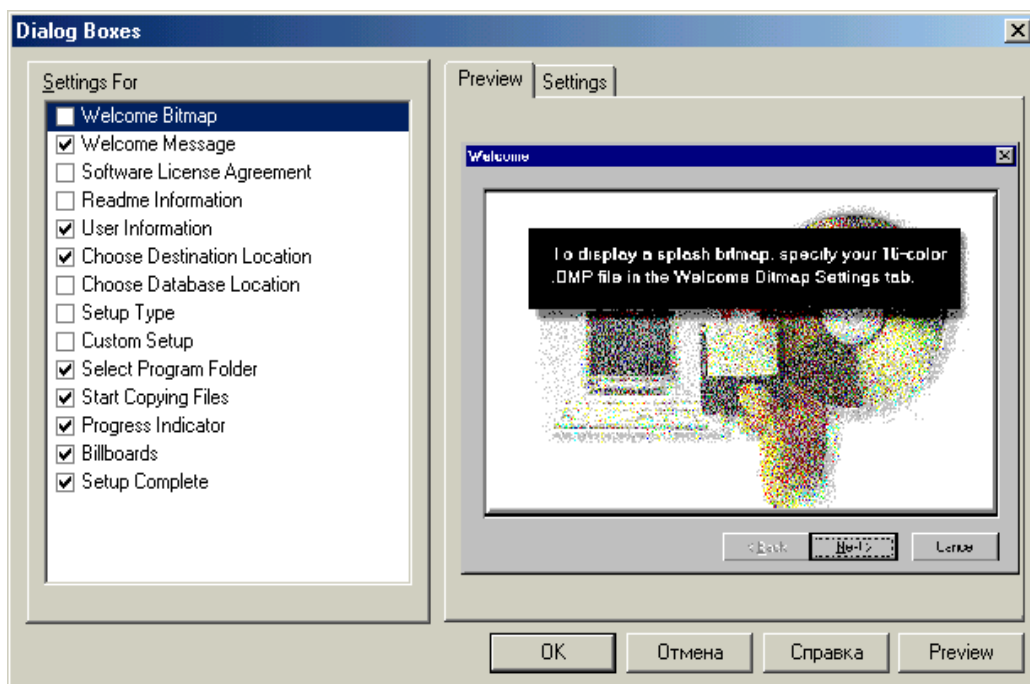 Dialog Boxes
Settings For
Welcome Bitmap
Welcome Message
Software License Agreement
Readme Information
User Information
Choose Destination Location
Choose Database Location
Setup Type
Custom Setup
Select Program Folder
Start Copying Files
Progress Indicator
Billboards
Setup Complete
Preview Settings
Welcome
To display a splash bitmap, specify your 16-color
.BMP file in the Welcome Bitmap Settings tab.
< Back Next > Cancel
OK Отмена Справка Preview